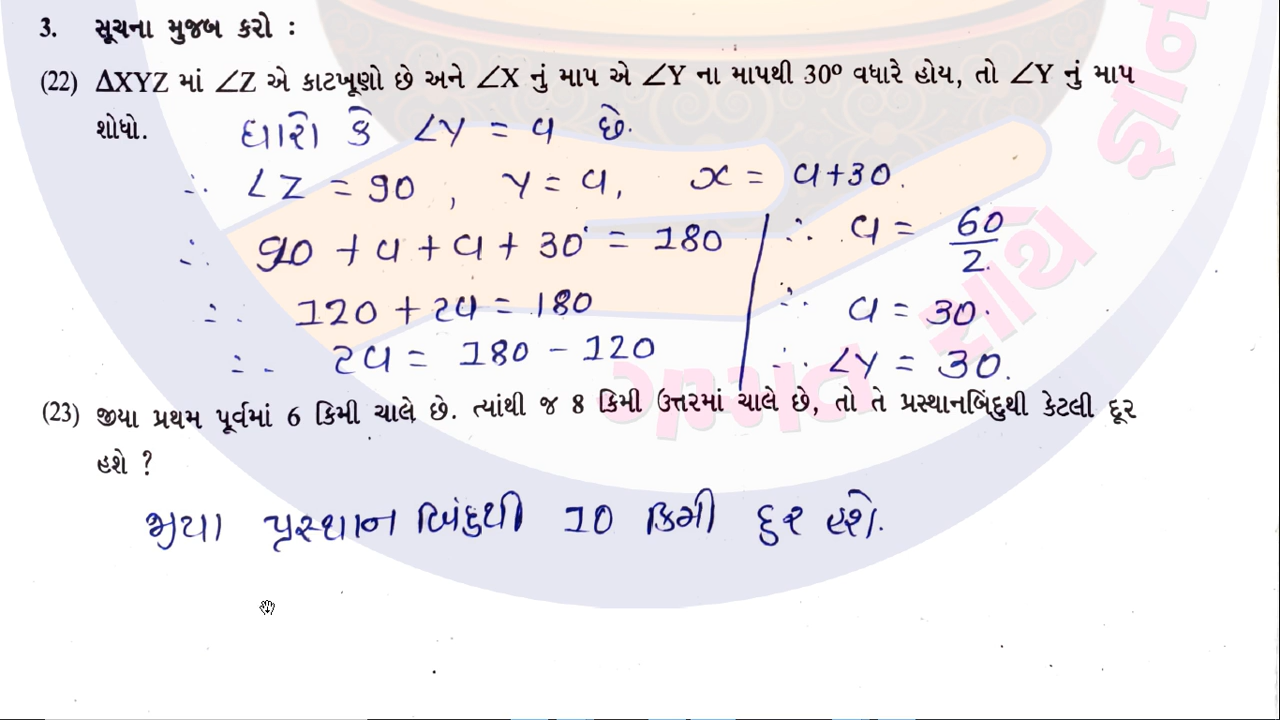 3. સૂચના મુજબ કરો :
(22) ΔXYZ માં ∠Z એ કાટખૂણો છે અને ∠X નું માપ એ ∠Y ના માપથી 30° વધારે હોય, તો ∠Y નું માપ
શોધો.
ધારો કે ∠Y = a છે.
∴ ∠Z = 90 , Y = a, x = a+30.
∴ 90 + a + a + 30° = 180
∴ 120 + 2a = 180
∴ 2a = 180 - 120
∴ a = 60/2.
∴ a = 30.
∴ ∠Y = 30.
(23) જીયા પ્રથમ પૂર્વમાં 6 કિમી ચાલે છે. ત્યાંથી જ 8 કિમી ઉત્તરમાં ચાલે છે, તો તે પ્રસ્થાનબિંદુથી કેટલી દૂર
હશે ?
જીયા પ્રસ્થાન બિંદુથી 10 કિમી દુર હશે.
જ્ઞાન
સાથે
ગમ્મત